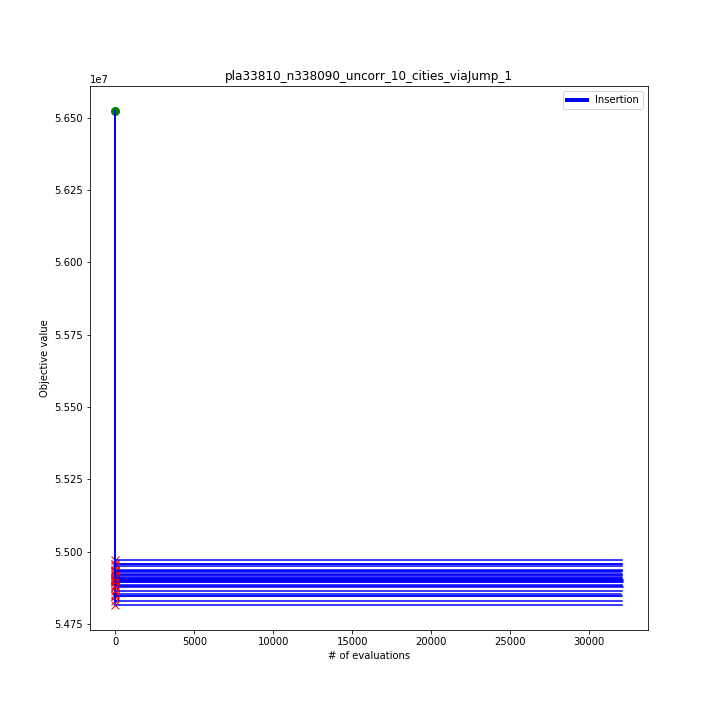 pla33810_n338090_uncorr_10_cities_viaJump_1
1e7
Insertion
5.650
5.625
5.600
5.575
5.550
5.525
5.500
5.475
Objective value
0 5000 10000 15000 20000 25000 30000
# of evaluations